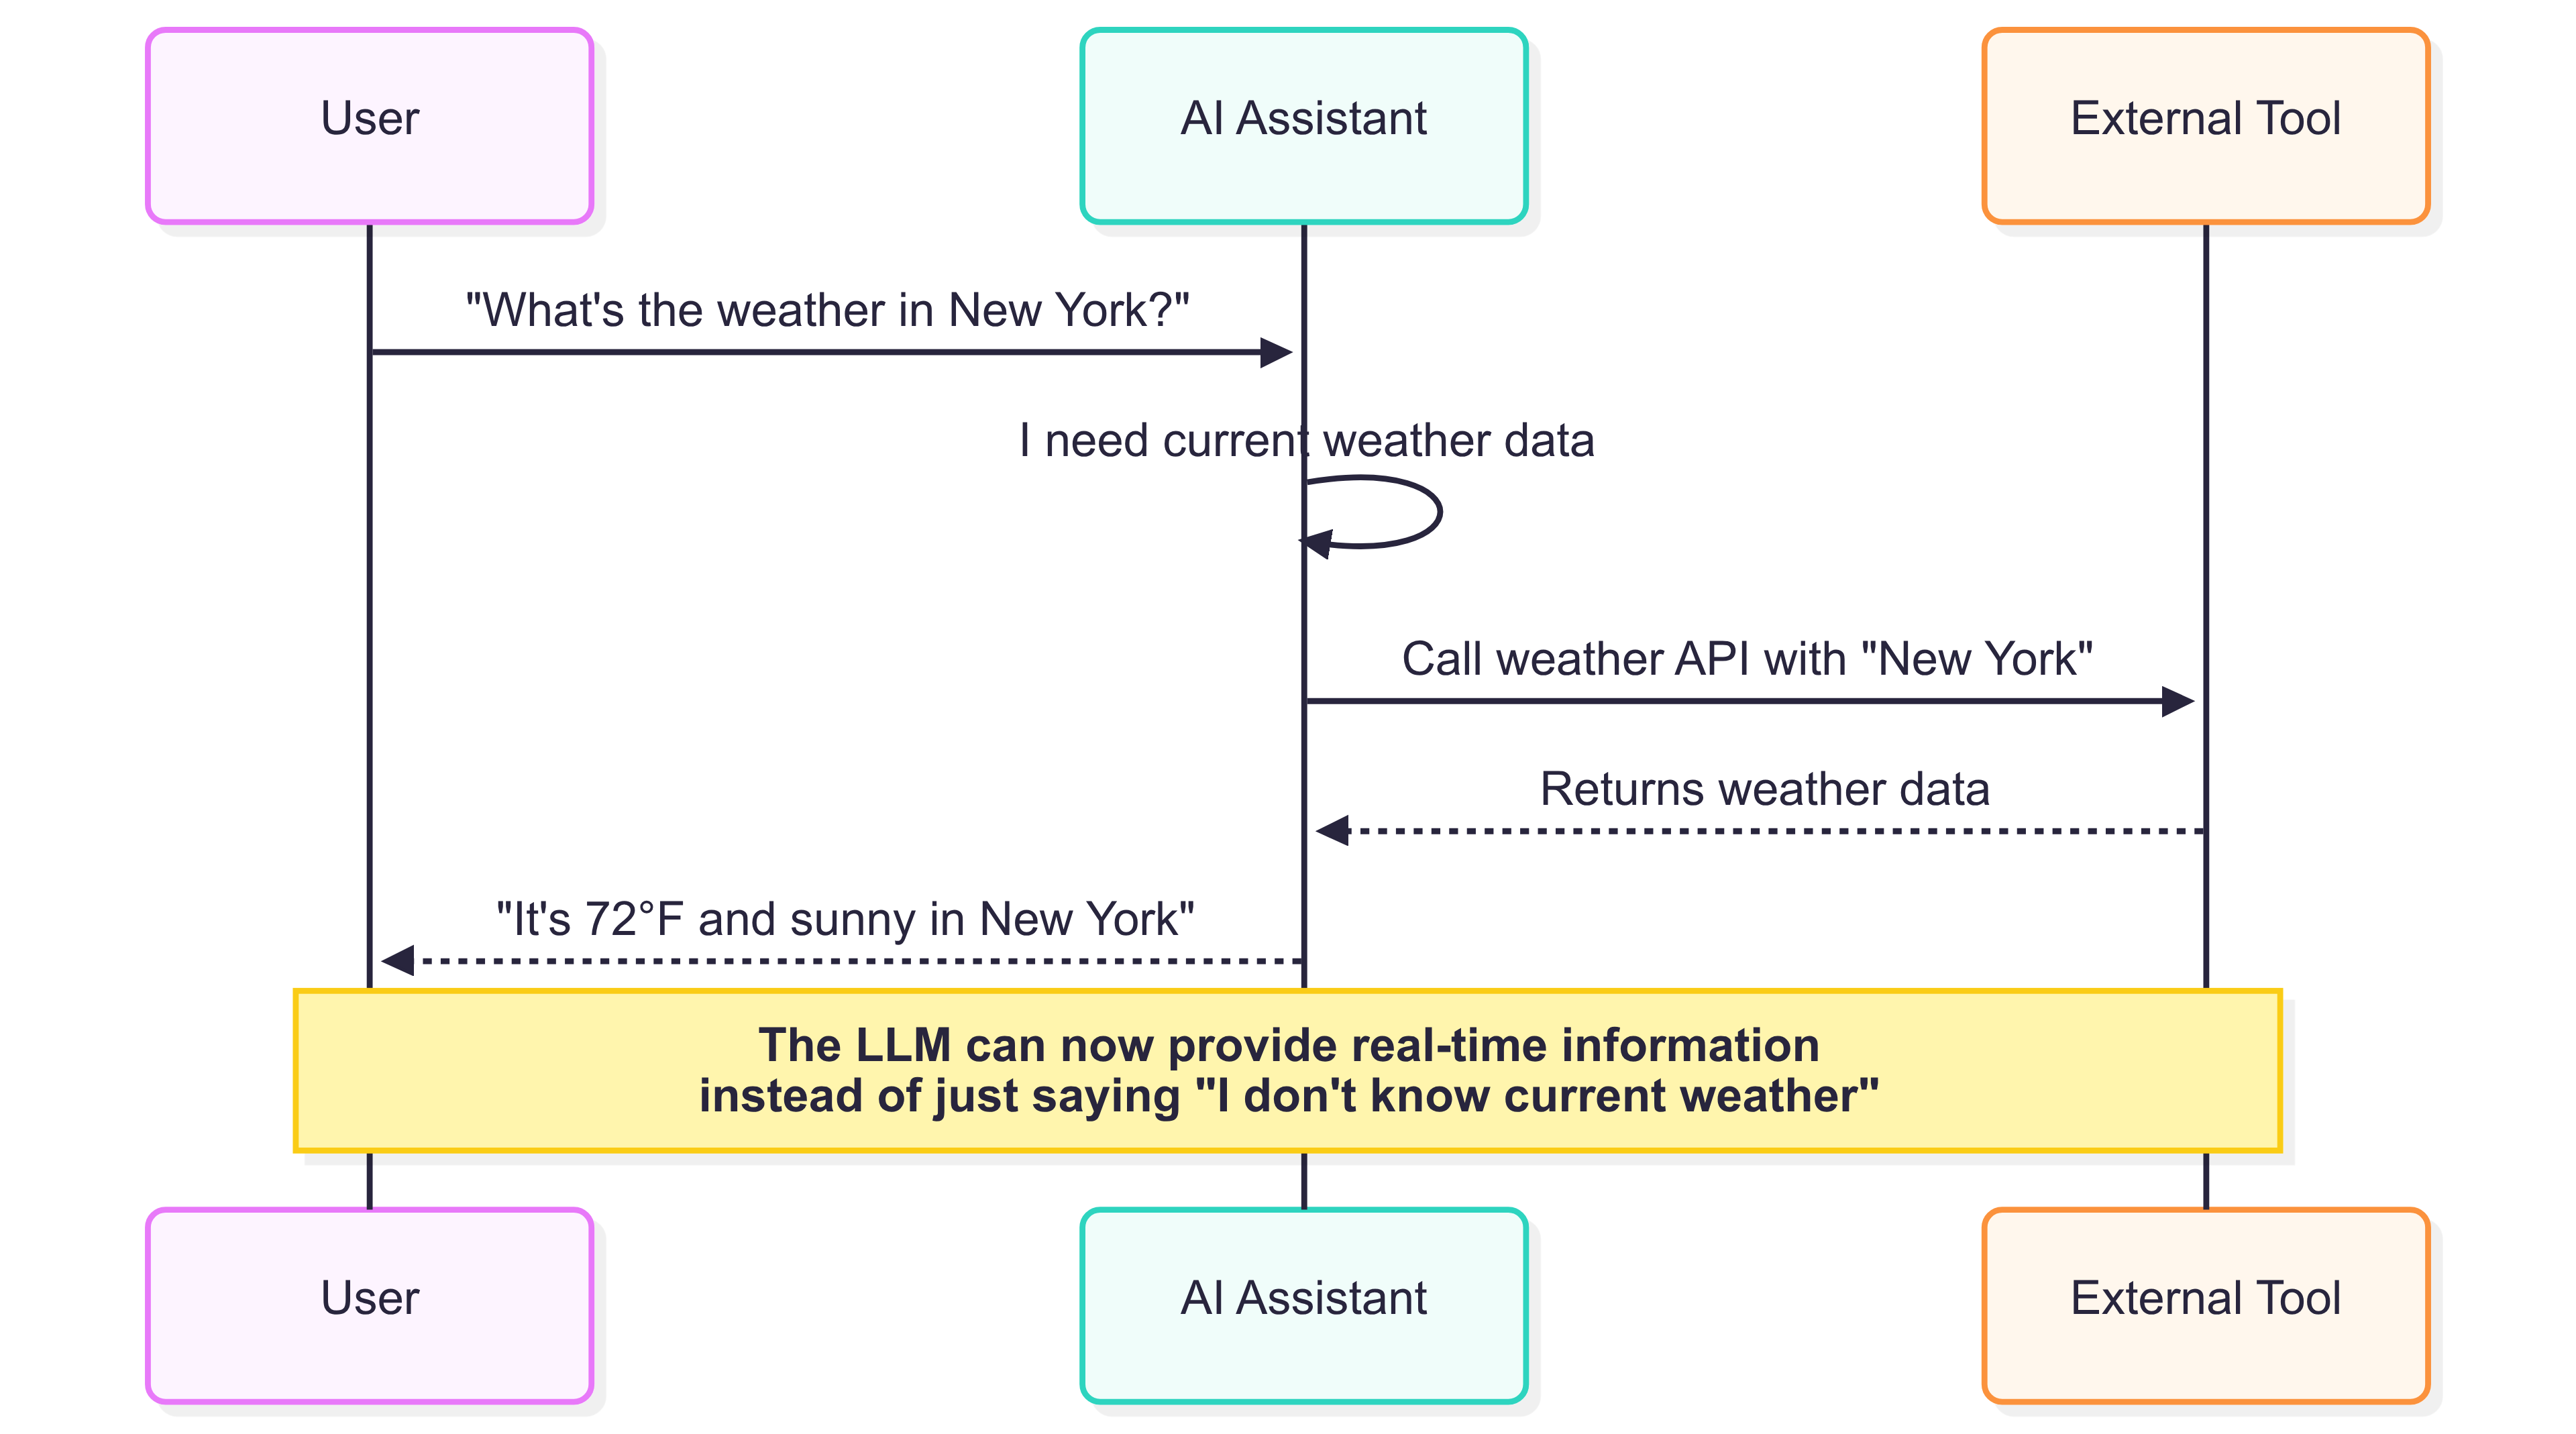 User
AI Assistant
External Tool
"What's the weather in New York?"
I need current weather data
Call weather API with "New York"
Returns weather data
"It's 72°F and sunny in New York"
The LLM can now provide real-time information
instead of just saying "I don't know current weather"
User
AI Assistant
External Tool